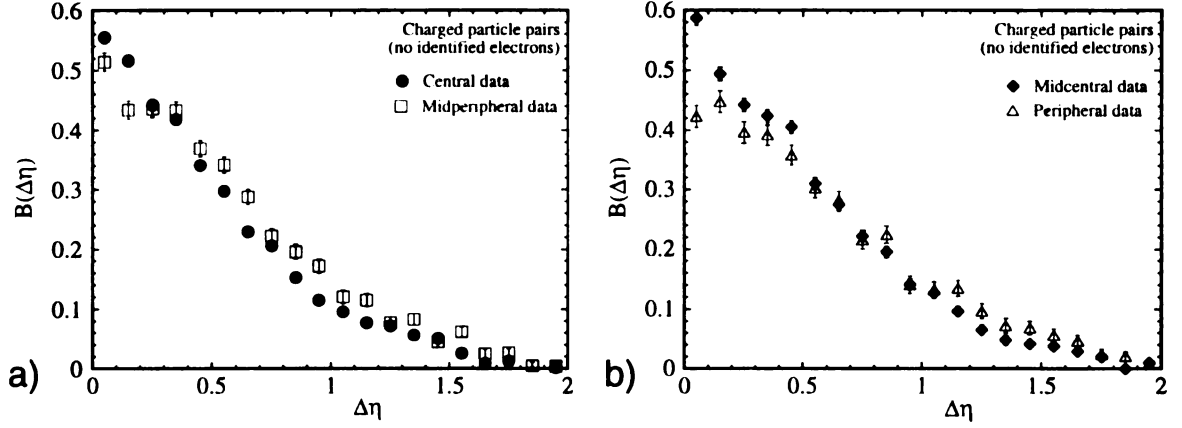 0.6
0.5
0.4
0.3
0.2
0.1
0
B(Δη)
Charged particle pairs
(no identified electrons)
Central data
Midperipheral data
a)
0 0.5 1 1.5 2
Δη
0.6
0.5
0.4
0.3
0.2
0.1
0
B(Δη)
Charged particle pairs
(no identified electrons)
Midcentral data
Peripheral data
b)
0 0.5 1 1.5 2
Δη